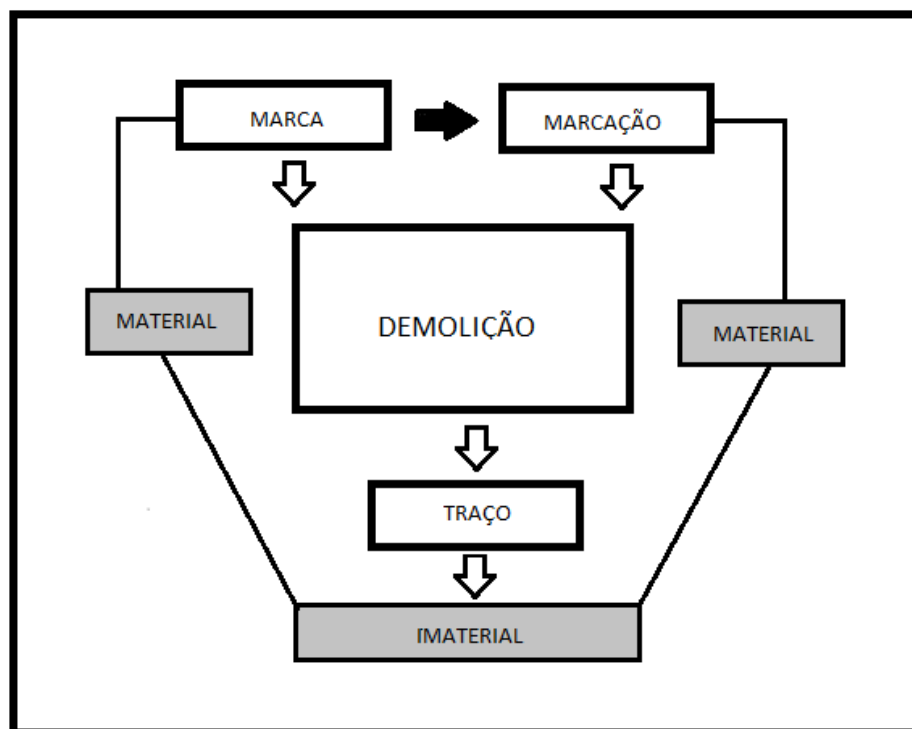 MARCA
MARCAÇÃO
MATERIAL
DEMOLIÇÃO
MATERIAL
TRAÇO
IMATERIAL